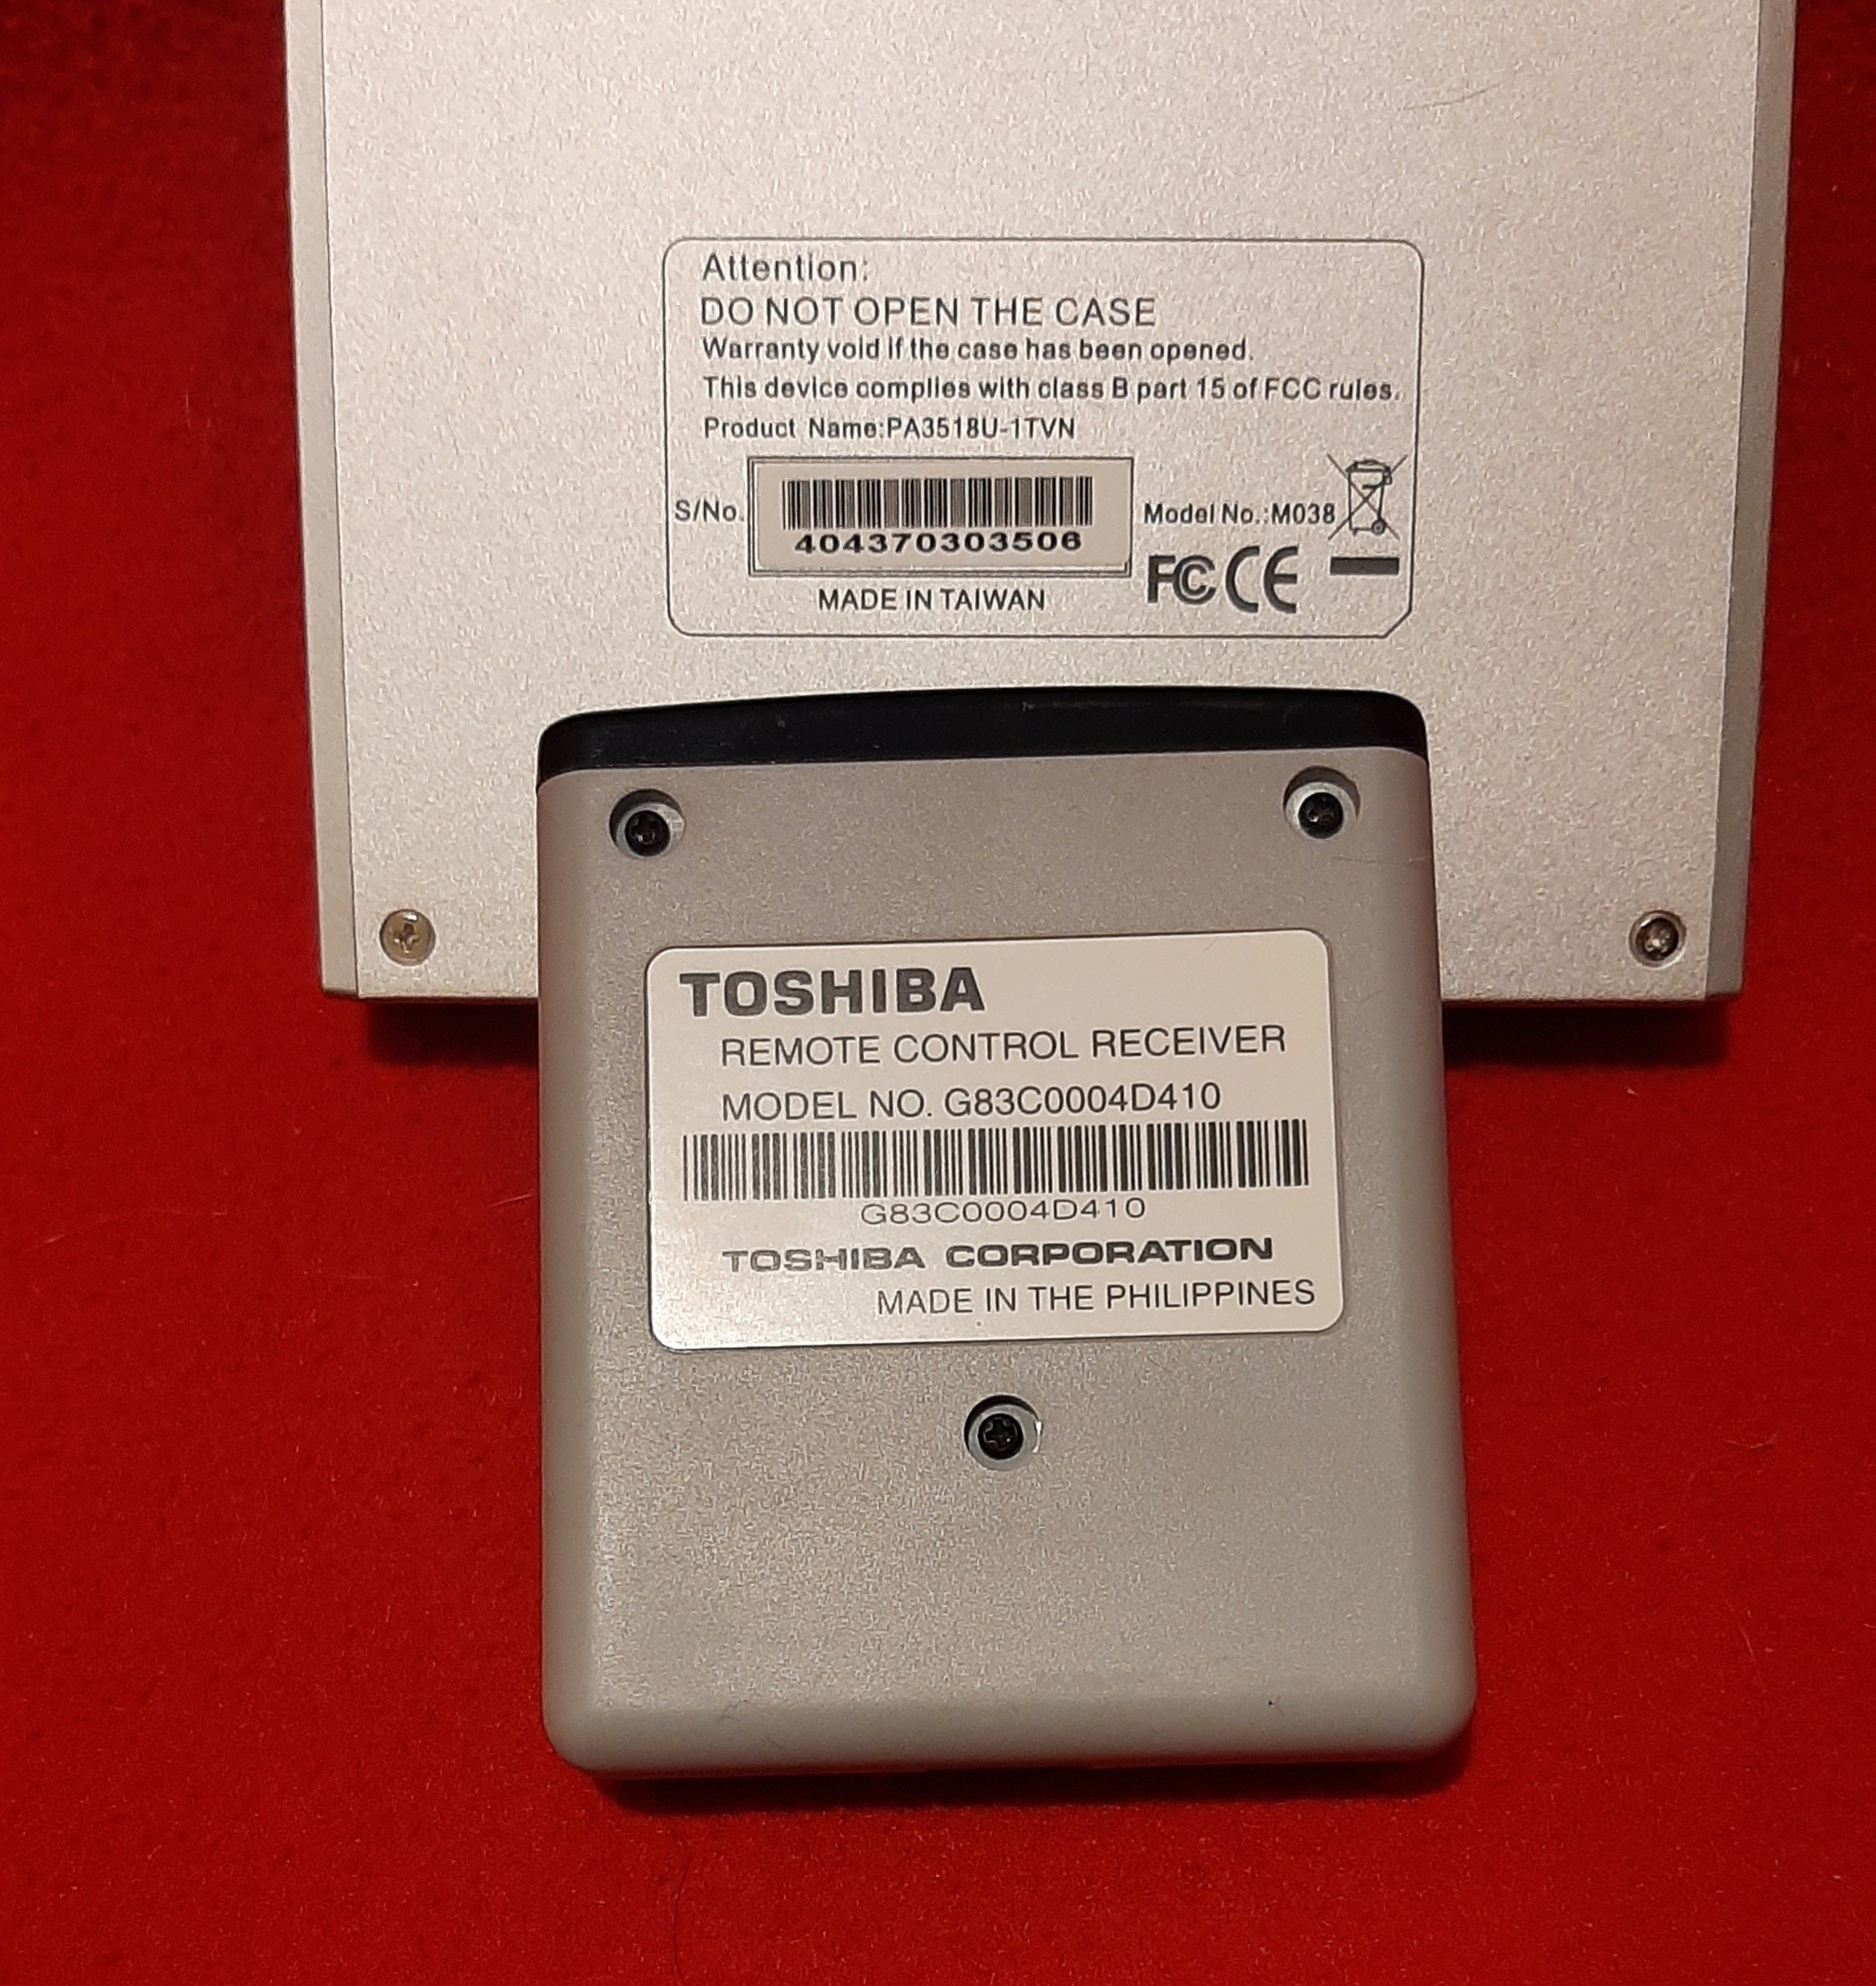 Attention:
DO NOT OPEN THE CASE
Warranty void if the case has been opened.
This device complies with class B part 15 of FCC rules.
Product Name:PA3518U-1TVN
S/No.
404370303506
Model No.:M038
FC CE
MADE IN TAIWAN
TOSHIBA
REMOTE CONTROL RECEIVER
MODEL NO. G83C0004D410
G83C0004D410
TOSHIBA CORPORATION
MADE IN THE PHILIPPINES